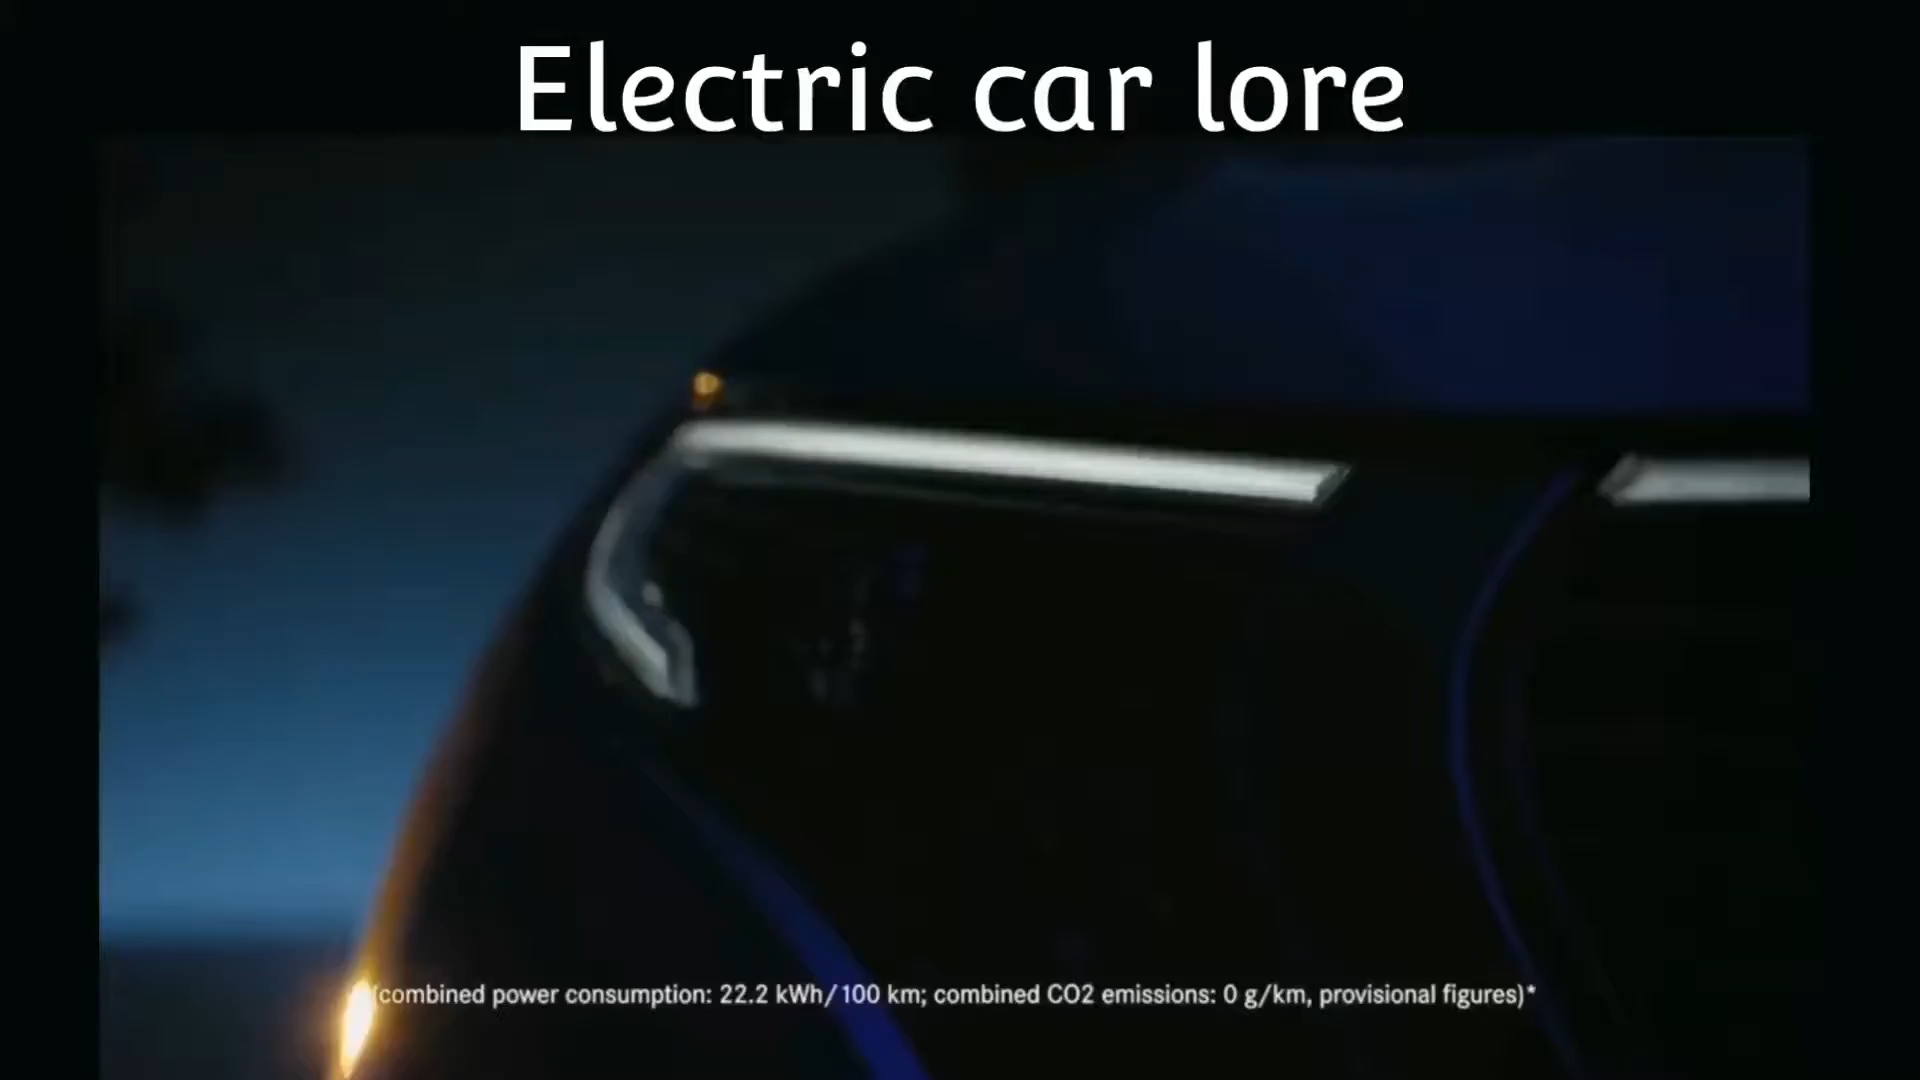 Electric car lore
(combined power consumption: 22.2 kWh/100 km; combined CO2 emissions: 0 g/km, provisional figures)*